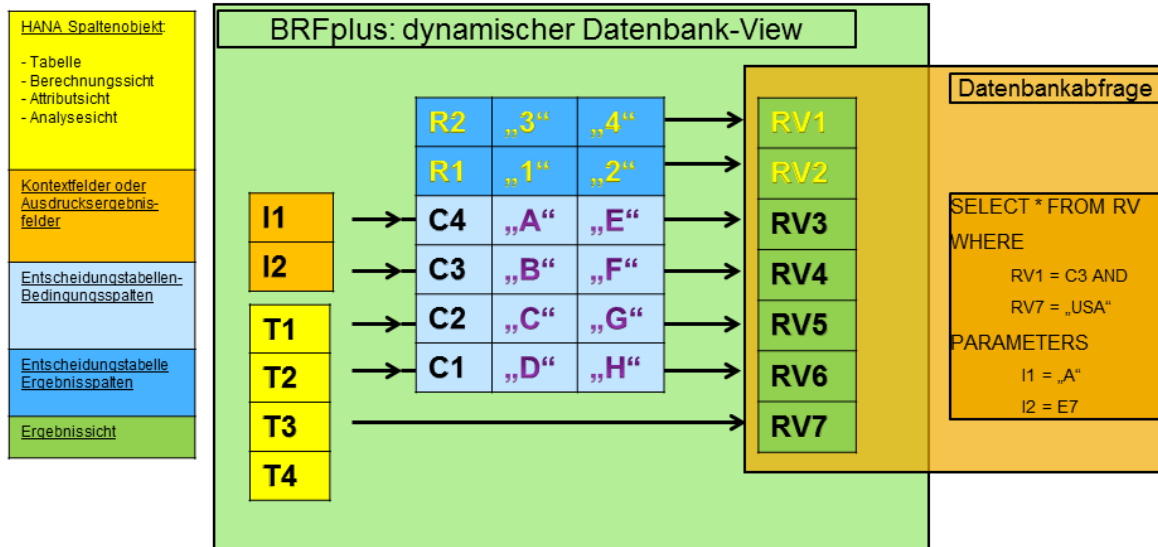 HANA Spaltenobjekt:
- Tabelle
- Berechnungssicht
- Attributsicht
- Analysesicht
Kontextfelder oder
Ausdrucksergebnis-
felder
Entscheidungstabellen-
Bedingungsspalten
Entscheidungstabelle
Ergebnisspalten
Ergebnissicht
BRFplus: dynamischer Datenbank-View
R2 „3“ „4“
R1 „1“ „2“
C4 „A“ „E“
C3 „B“ „F“
C2 „C“ „G“
C1 „D“ „H“
I1
I2
T1
T2
T3
T4
RV1
RV2
RV3
RV4
RV5
RV6
RV7
Datenbankabfrage
SELECT * FROM RV
WHERE
RV1 = C3 AND
RV7 = „USA“
PARAMETERS
I1 = „A“
I2 = E7